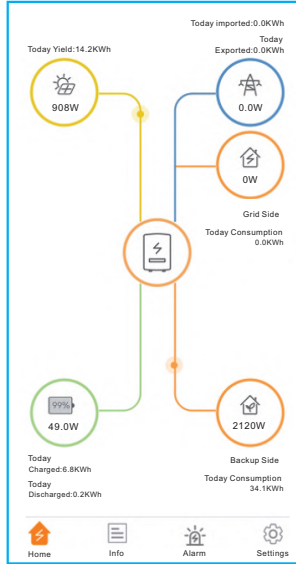 Today imported:0.0KWh
Today
Exported:0.0KWh
Today Yield:14.2KWh
908W
0.0W
0W
Grid Side
Today Consumption
0.0KWh
99%
49.0W
2120W
Today
Charged:6.8KWh
Today
Discharged:0.2KWh
Backup Side
Today Consumption
34.1KWh
Home
Info
Alarm
Settings